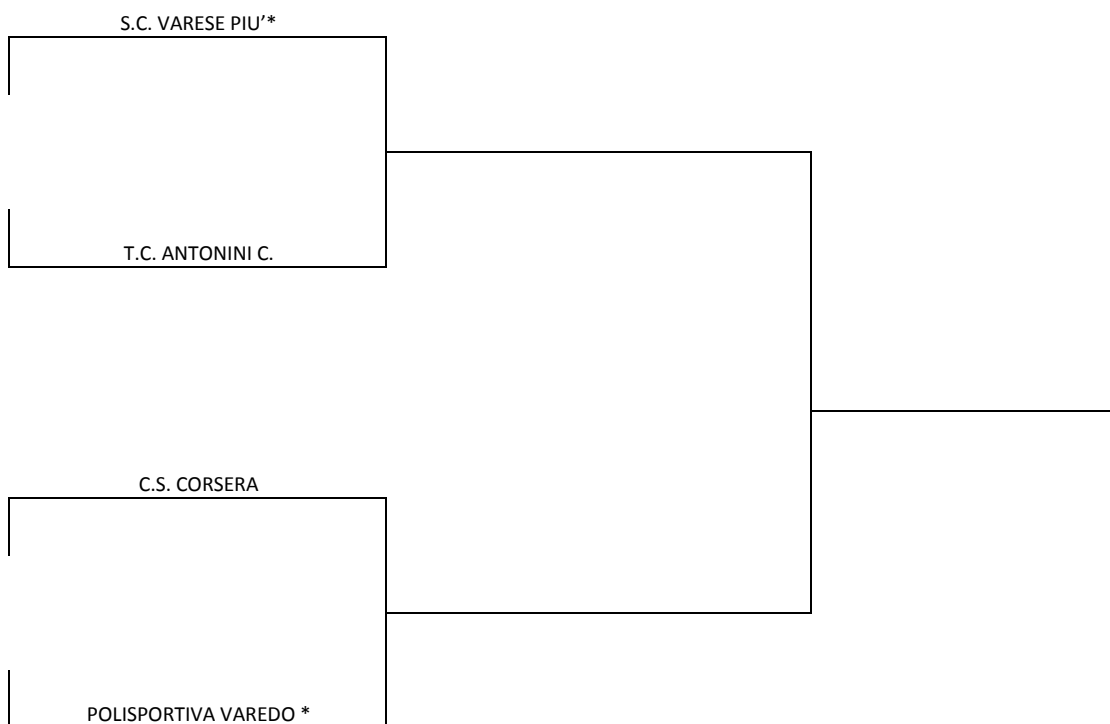 S.C. VARESE PIU’*
T.C. ANTONINI C.
C.S. CORSERA
POLISPORTIVA VAREDO *